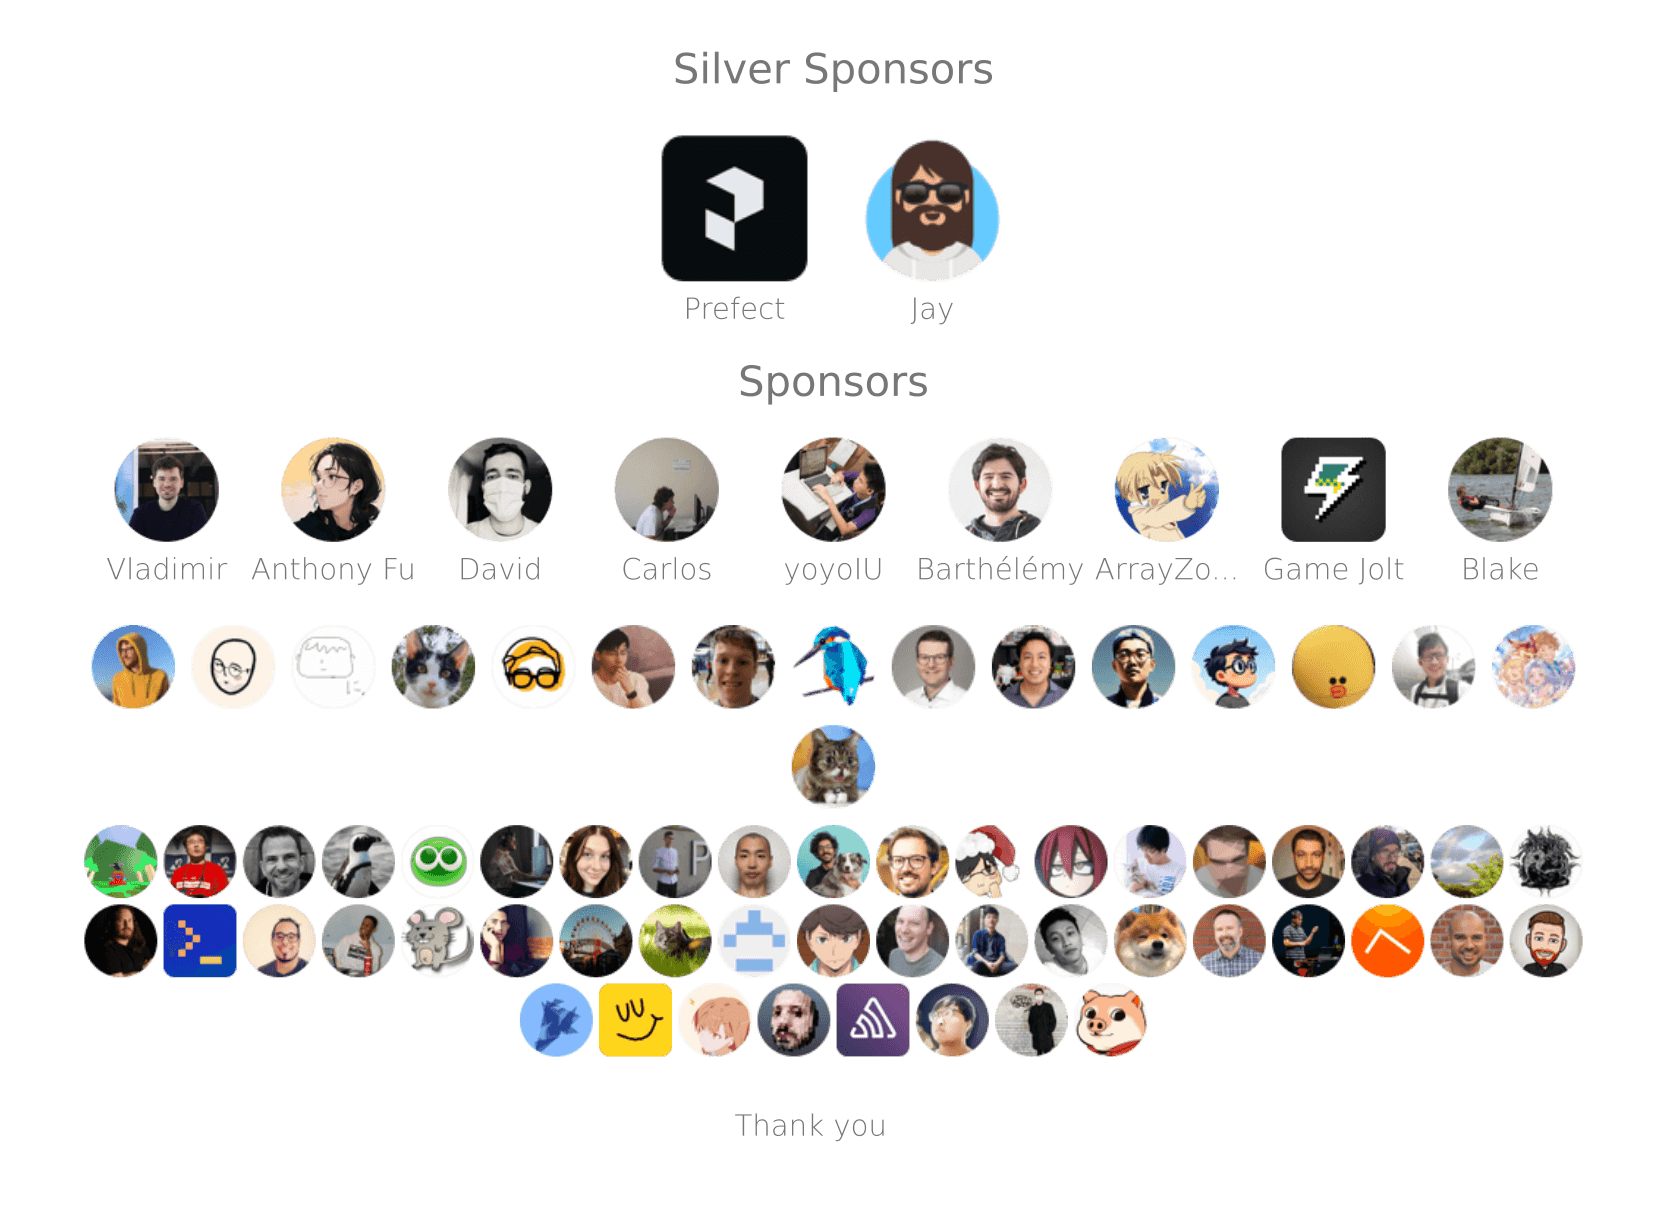 Silver Sponsors
Prefect Jay
Sponsors
Vladimir Anthony Fu David Carlos yoyoIU Barthélémy ArrayZo... Game Jolt Blake
Thank you